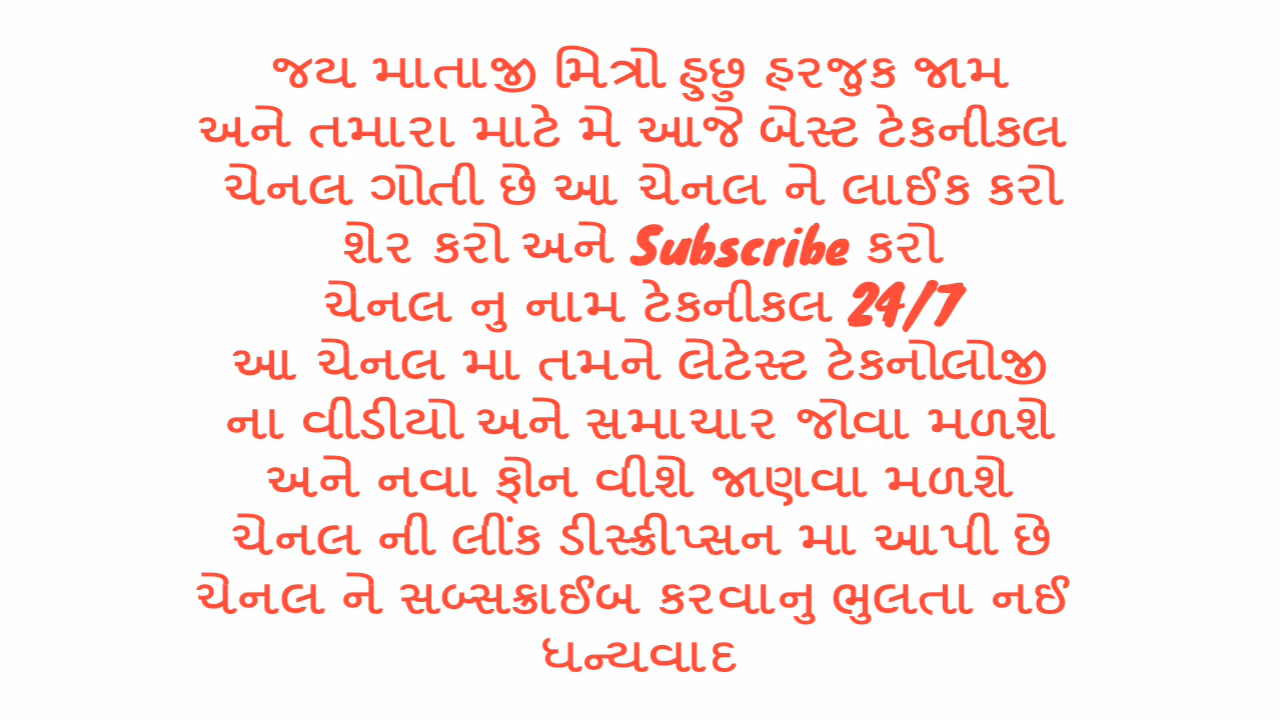 જય માતાજી મિત્રો હુછુ હરજુક જામ
અને તમારા માટે મે આજે બેસ્ટ ટેકનીકલ
ચેનલ ગોતી છે આ ચેનલ ને લાઈક કરો
શેર કરો અને Subscribe કરો
ચેનલ નુ નામ ટેકનીકલ 24/7
આ ચેનલ મા તમને લેટેસ્ટ ટેકનોલોજી
ના વીડીયો અને સમાચાર જોવા મળશે
અને નવા ફોન વીશે જાણવા મળશે
ચેનલ ની લીંક ડીસ્ક્રીપ્સન મા આપી છે
ચેનલ ને સબ્સક્રાઈબ કરવાનુ ભુલતા નઈ
ધન્યવાદ